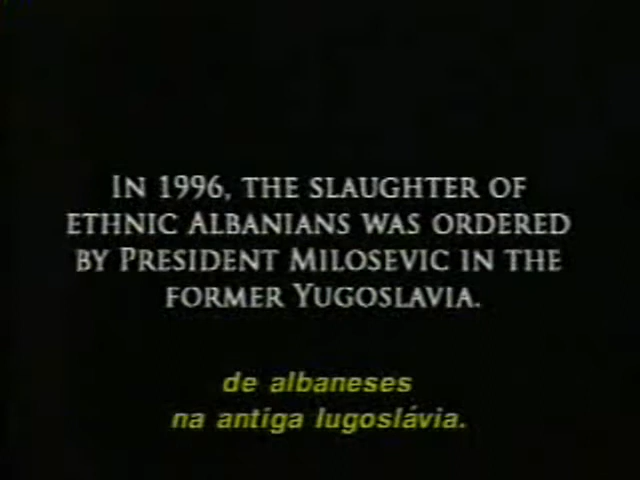 IN 1996, THE SLAUGHTER OF
ETHNIC ALBANIANS WAS ORDERED
BY PRESIDENT MILOSEVIC IN THE
FORMER YUGOSLAVIA.
de albaneses
na antiga Iugoslávia.